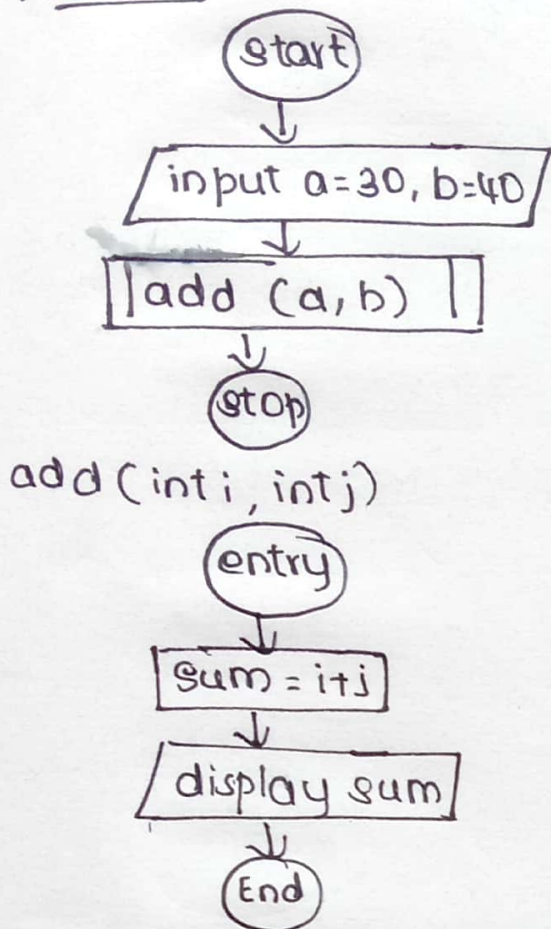 start
input a=30, b=40
add (a, b)
stop
add (int i, int j)
entry
sum = i+j
display sum
End